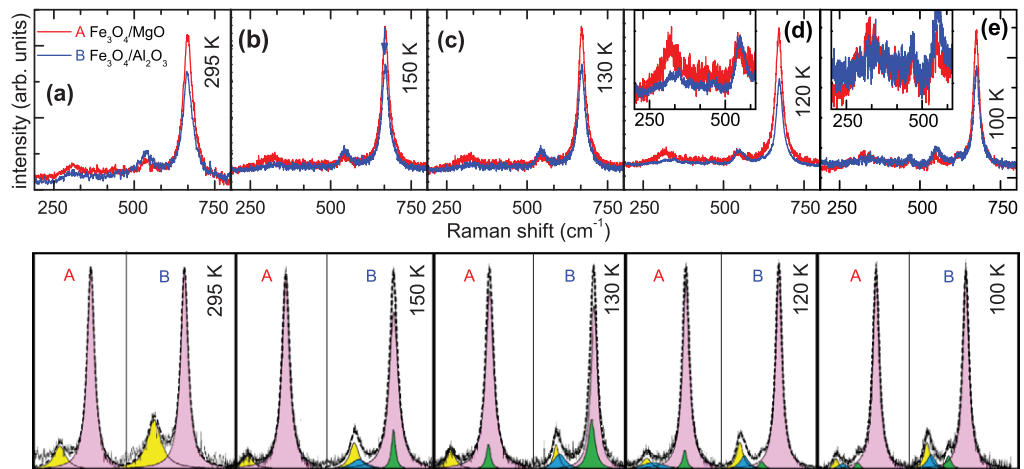 A Fe₃O₄/MgO
B Fe₃O₄/Al₂O₃
intensity (arb. units)
(a)
295 K
(b)
150 K
(c)
130 K
(d)
120 K
(e)
100 K
250 500
250 500
250 500 750
250 500 750
250 500 750
250 500 750
250 500 750
Raman shift (cm⁻¹)
A B 295 K
A B 150 K
A B 130 K
A B 120 K
A B 100 K